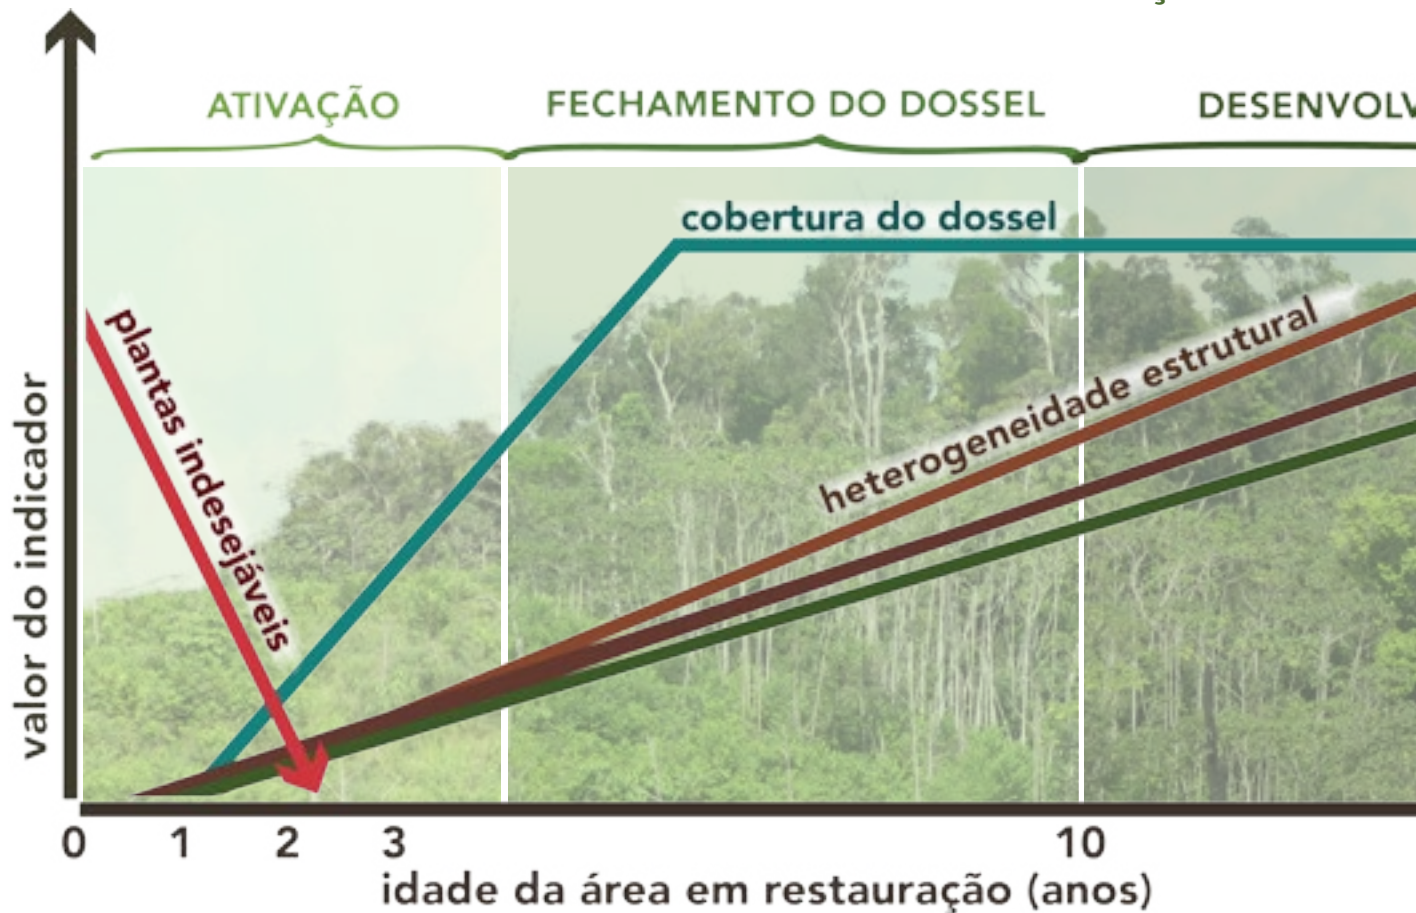 ATIVAÇÃO
FECHAMENTO DO DOSSEL
DESENVOLV
cobertura do dossel
plantas indesejáveis
heterogeneidade estrutural
valor do indicador
0 1 2 3 10
idade da área em restauração (anos)